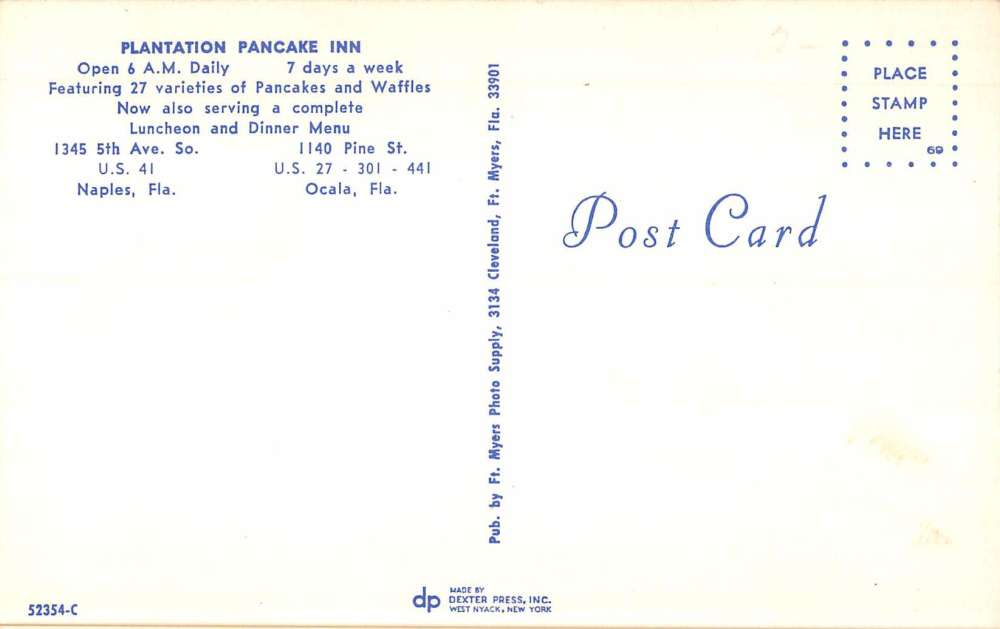 PLANTATION PANCAKE INN
Open 6 A.M. Daily 7 days a week
Featuring 27 varieties of Pancakes and Waffles
Now also serving a complete
Luncheon and Dinner Menu
1345 5th Ave. So. 1140 Pine St.
U.S. 41 U.S. 27 - 301 - 441
Naples, Fla. Ocala, Fla.
52354-C
Pub. by Ft. Myers Photo Supply, 3134 Cleveland, Ft. Myers, Fla. 33901
dp
MADE BY
DEXTER PRESS, INC.
WEST NYACK, NEW YORK
PLACE
STAMP
HERE
69
Post Card